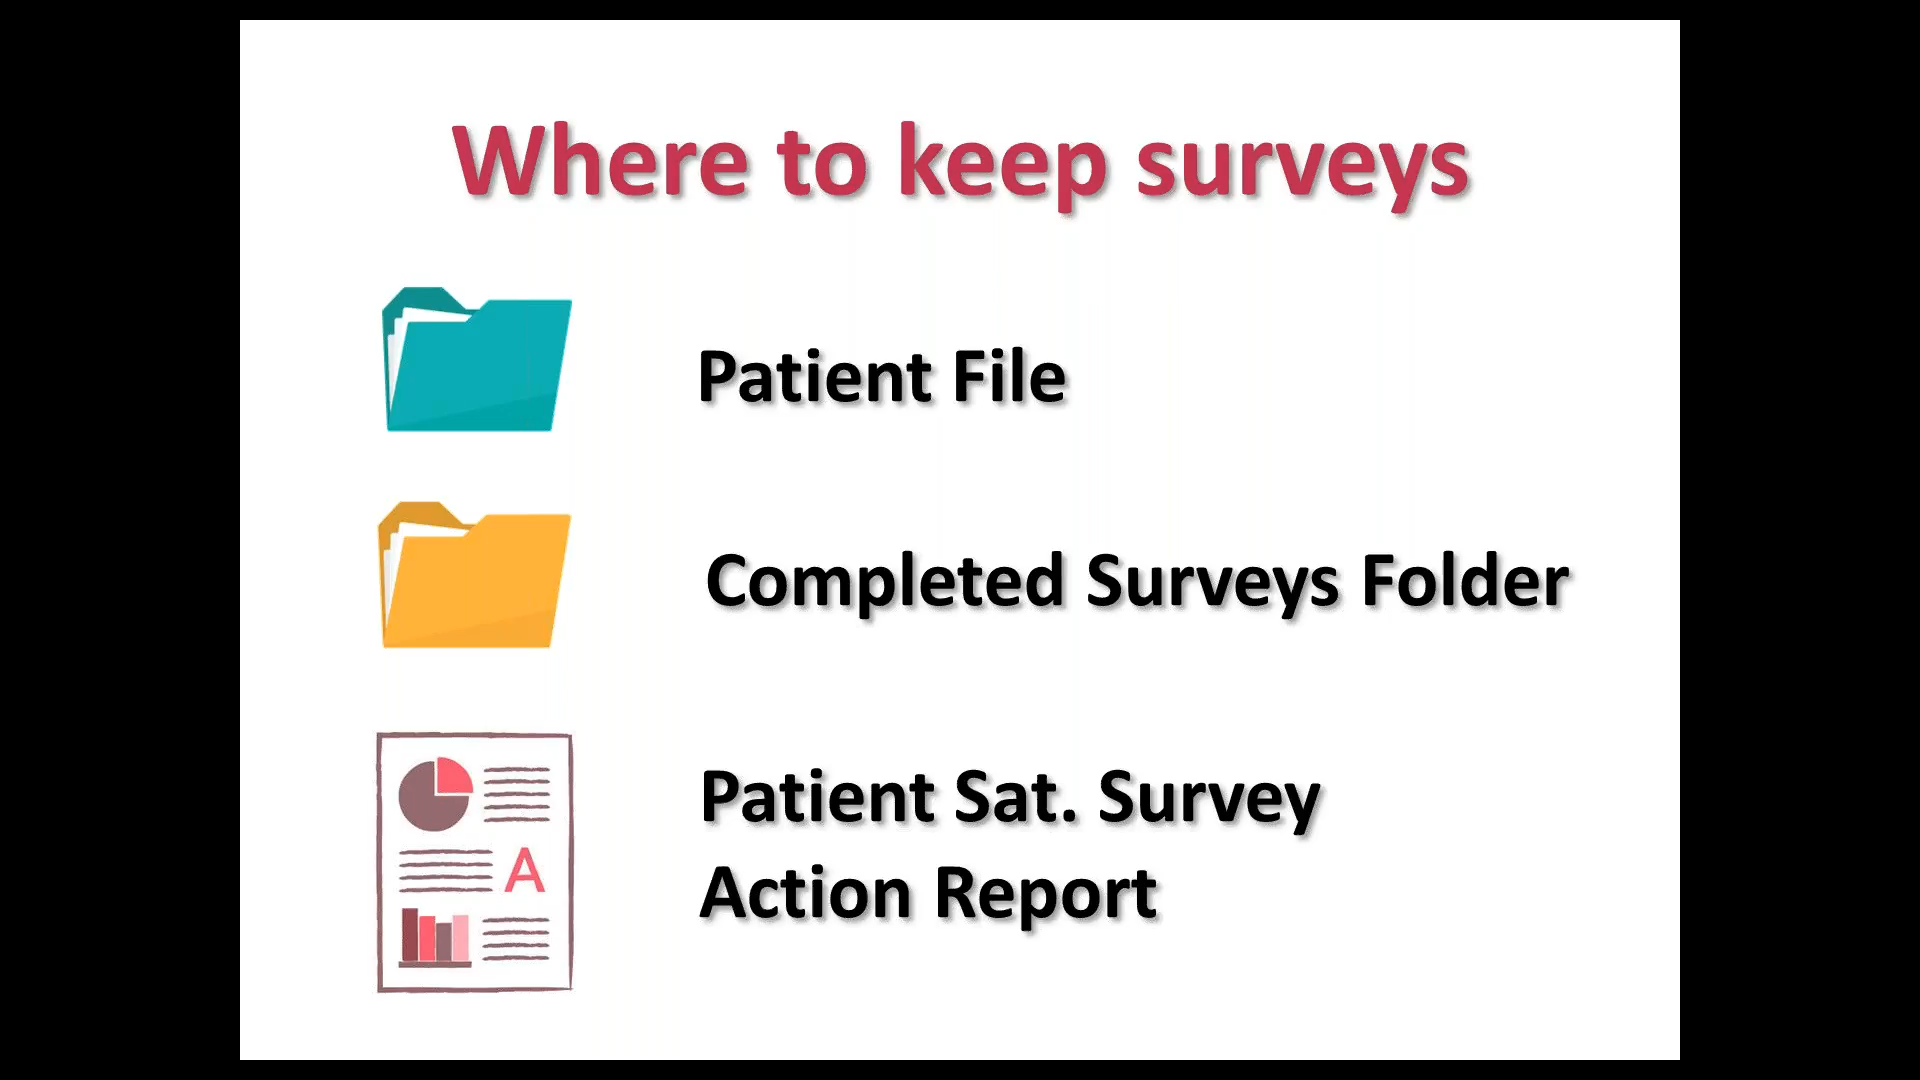 Where to keep surveys
Patient File
Completed Surveys Folder
Patient Sat. Survey
Action Report
A